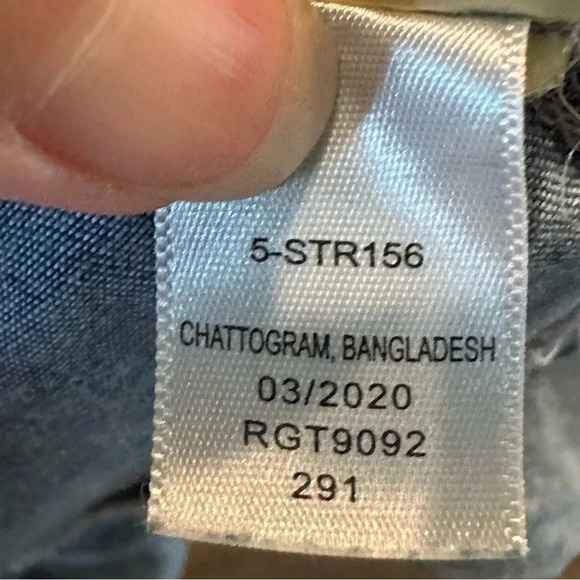 5-STR156
CHATTOGRAM, BANGLADESH
03/2020
RGT9092
291